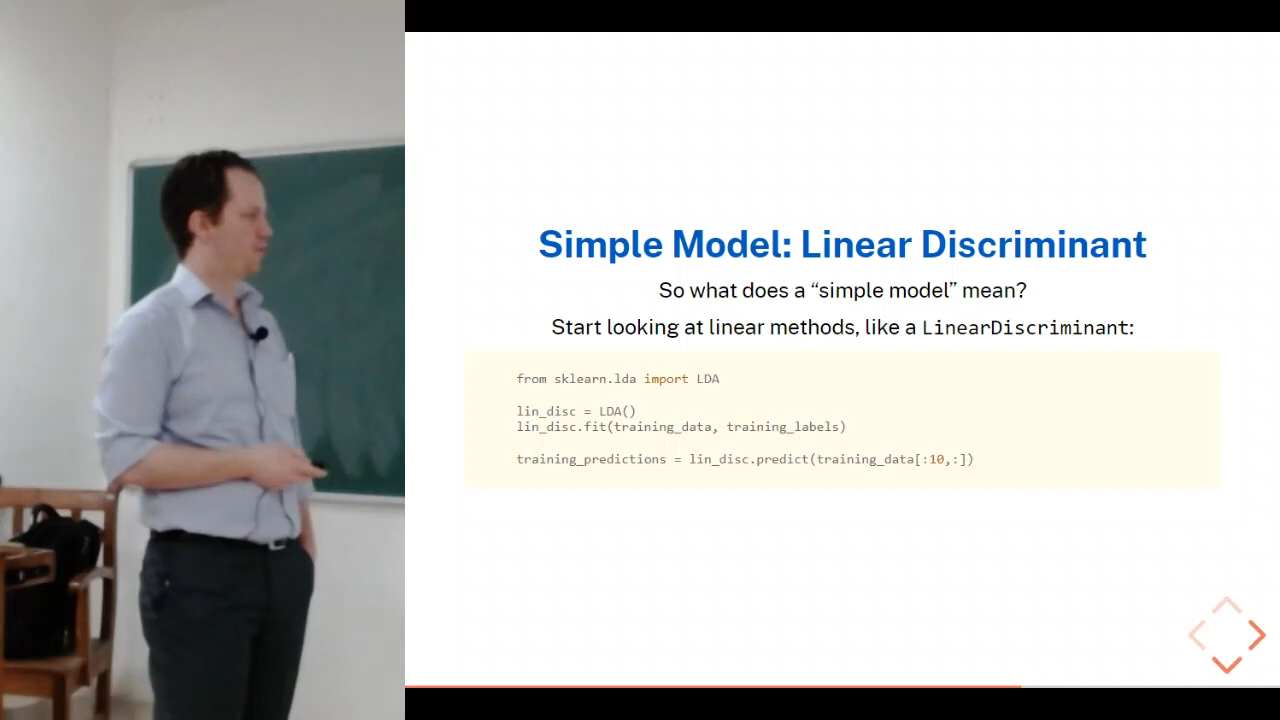 Simple Model: Linear Discriminant
So what does a “simple model” mean?
Start looking at linear methods, like a LinearDiscriminant:
from sklearn.lda import LDA
lin_disc = LDA()
lin_disc.fit(training_data, training_labels)
training_predictions = lin_disc.predict(training_data[:10,:])